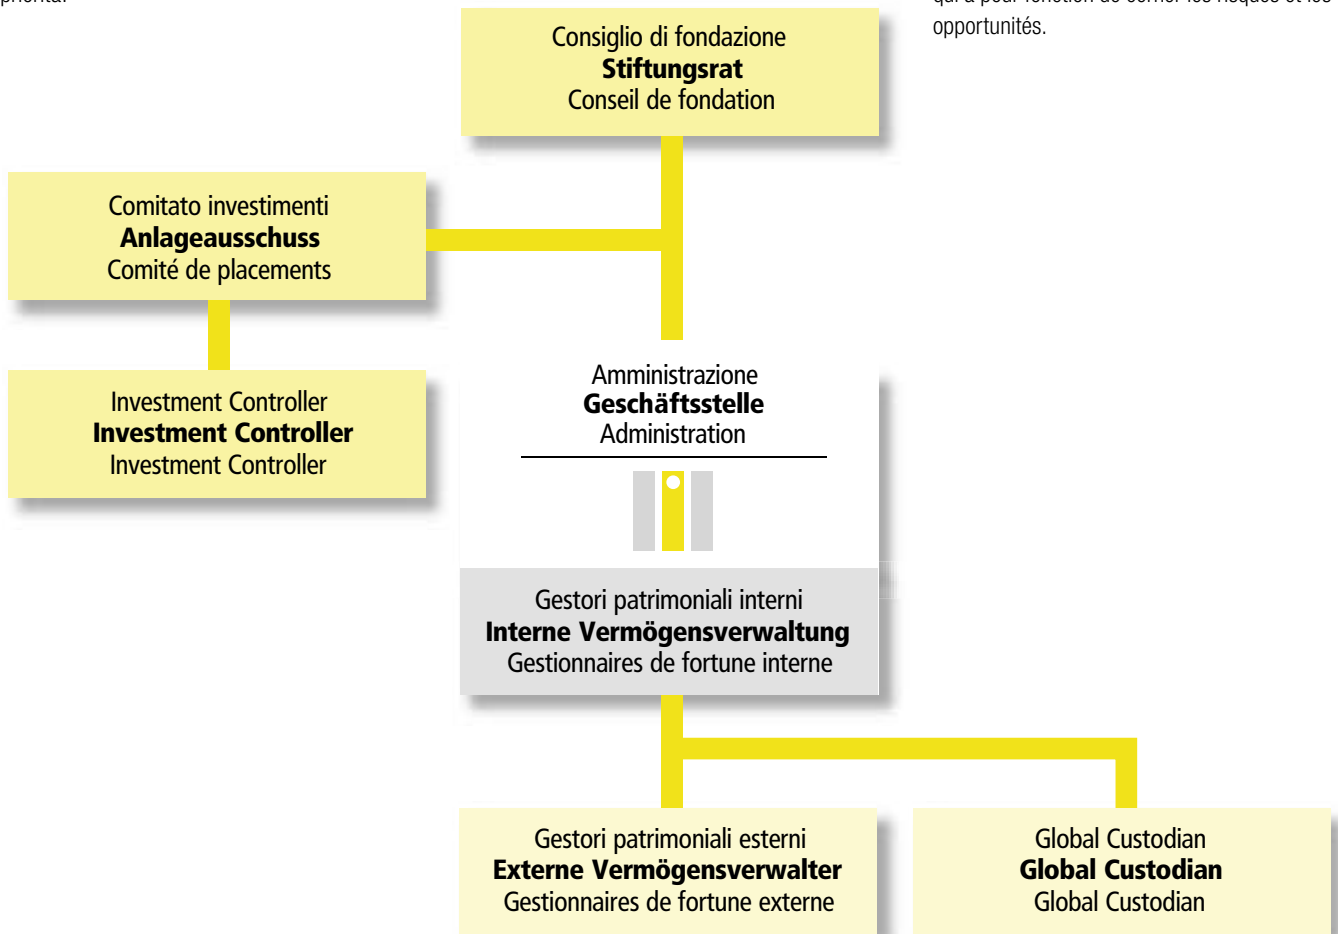 priorità.
opportunités.
Consiglio di fondazione
Stiftungsrat
Conseil de fondation
Comitato investimenti
Anlageausschuss
Comité de placements
Investment Controller
Investment Controller
Investment Controller
Amministrazione
Geschäftsstelle
Administration
Gestori patrimoniali interni
Interne Vermögensverwaltung
Gestionnaires de fortune interne
Gestori patrimoniali esterni
Externe Vermögensverwalter
Gestionnaires de fortune externe
Global Custodian
Global Custodian
Global Custodian